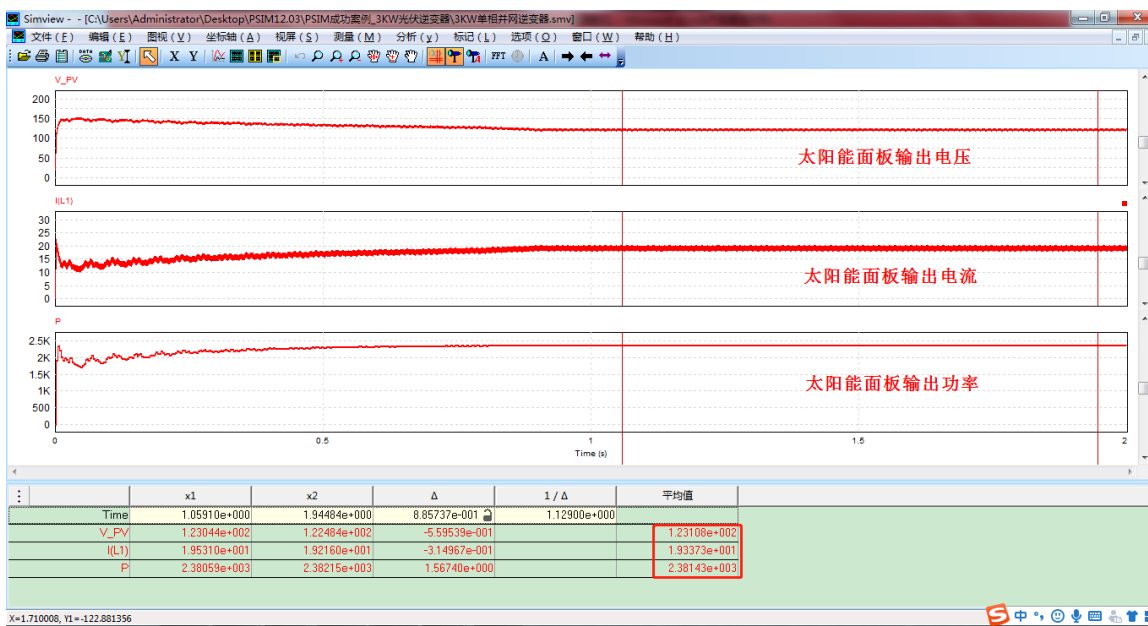 Simview - - [C:\Users\Administrator\Desktop\PSIM12.03\PSIM成功案例_3KW光伏逆变器\3KW单相并网逆变器.smv]
文件(F) 编辑(E) 图视(V) 坐标轴(A) 视屏(S) 测量(M) 分析(y) 标记(L) 选项(O) 窗口(W) 帮助(H)
X Y FFT A
V_PV
200
150
100
50
0
太阳能面板输出电压
I(L1)
30
25
20
15
10
5
0
太阳能面板输出电流
P
2.5K
2K
1.5K
1K
500
0
太阳能面板输出功率
0 0.5 1 1.5 2
Time (s)
x1 x2 Δ 1 / Δ 平均值
Time 1.05910e+000 1.94484e+000 8.85737e-001 1.12900e+000
V_PV 1.23044e+002 1.22484e+002 -5.59539e-001 1.23108e+002
I(L1) 1.95310e+001 1.92160e+001 -3.14967e-001 1.93373e+001
P 2.38059e+003 2.38215e+003 1.56740e+000 2.38143e+003
X=1.710008, Y1=-122.881356
中